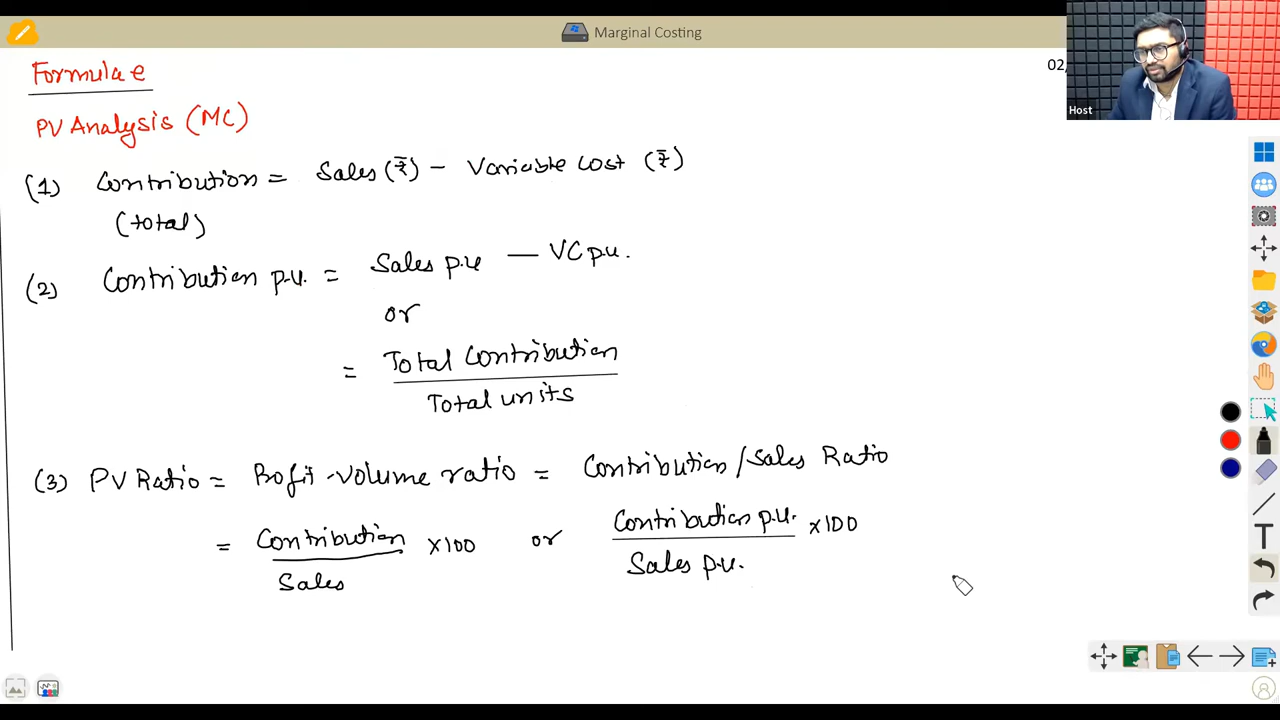 Marginal Costing
02/
Host
Formulae
PV Analysis (MC)
(1) Contribution = Sales (₹) - Variable Cost (₹)
(total)
(2) Contribution p.u. = Sales p.u — VC p.u.
or
= Total Contribution
Total units
(3) PV Ratio = Profit-volume ratio = Contribution/Sales Ratio
= Contribution ×100 or Contribution p.u. ×100
Sales Sales p.u.
T